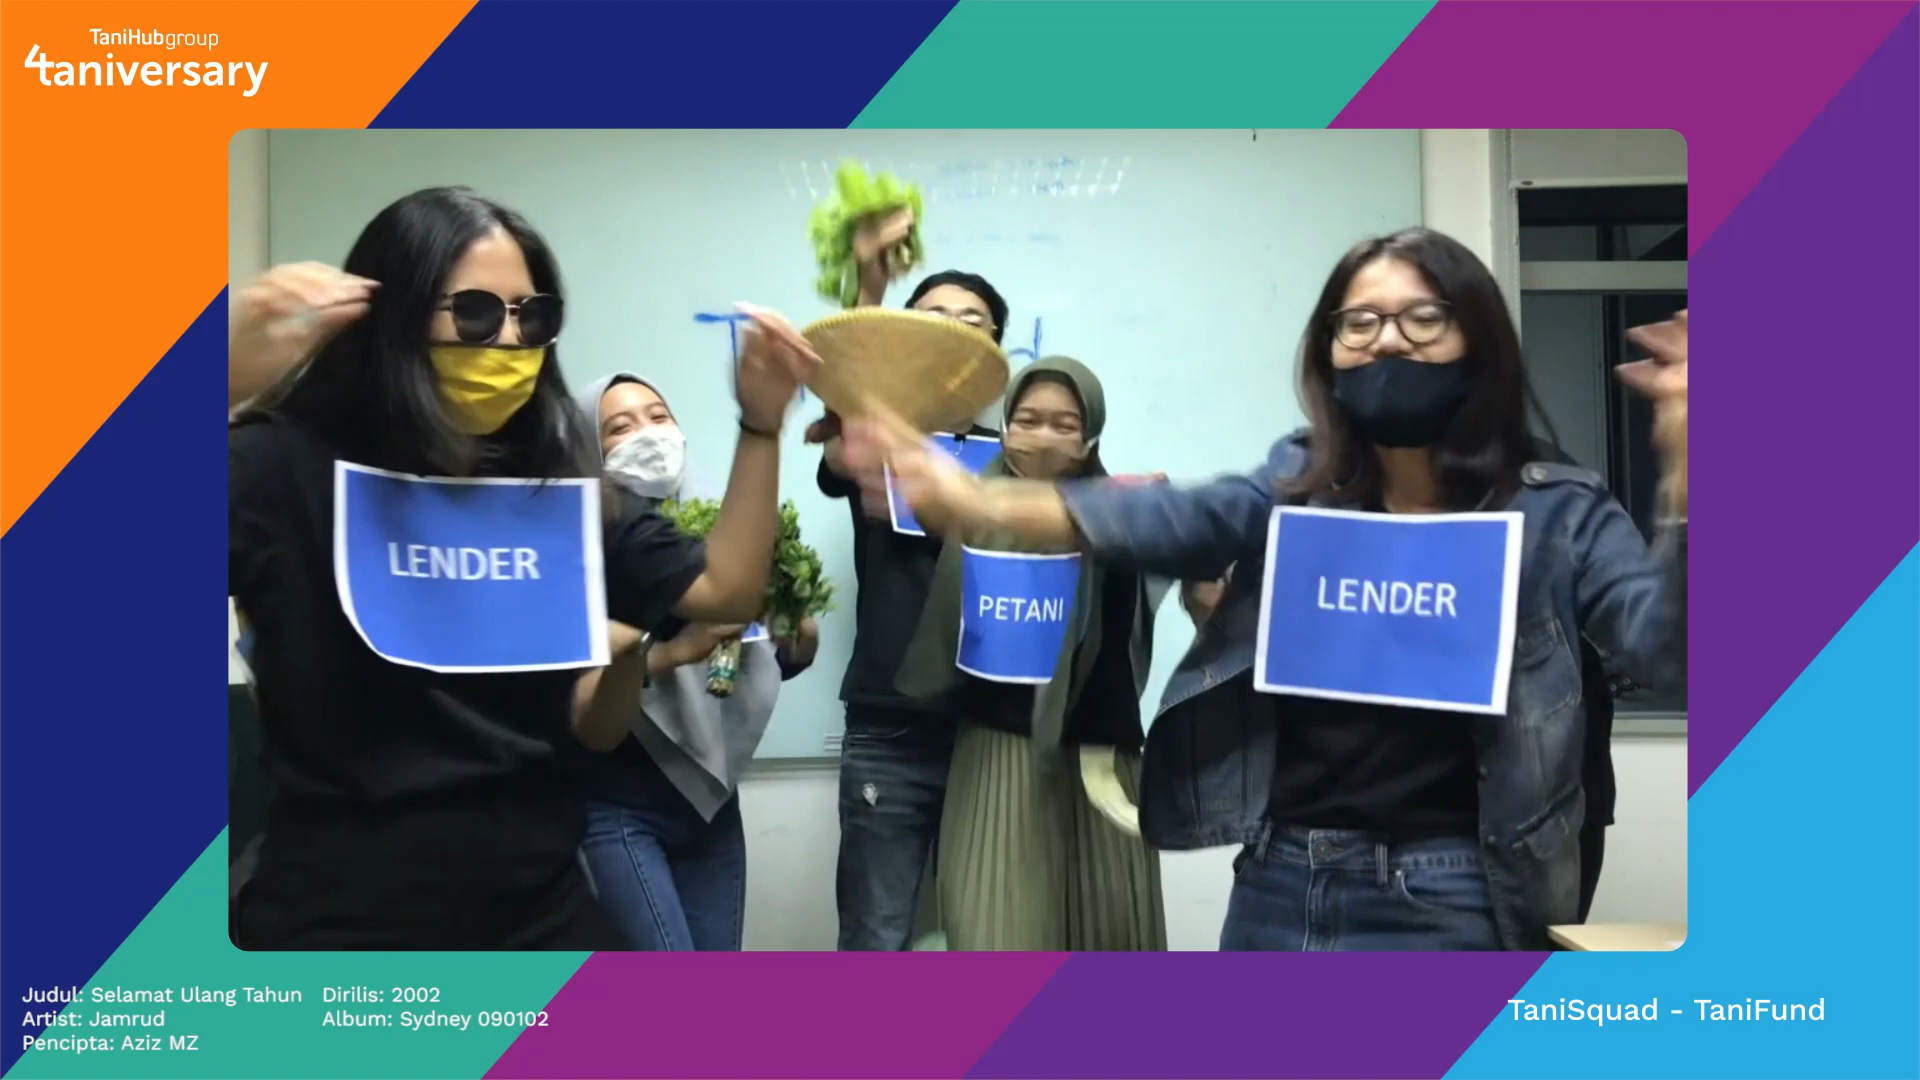 TaniHubgroup
4taniversary
LENDER
PETANI
LENDER
Judul: Selamat Ulang Tahun
Artist: Jamrud
Pencipta: Aziz MZ
Dirilis: 2002
Album: Sydney 090102
TaniSquad - TaniFund